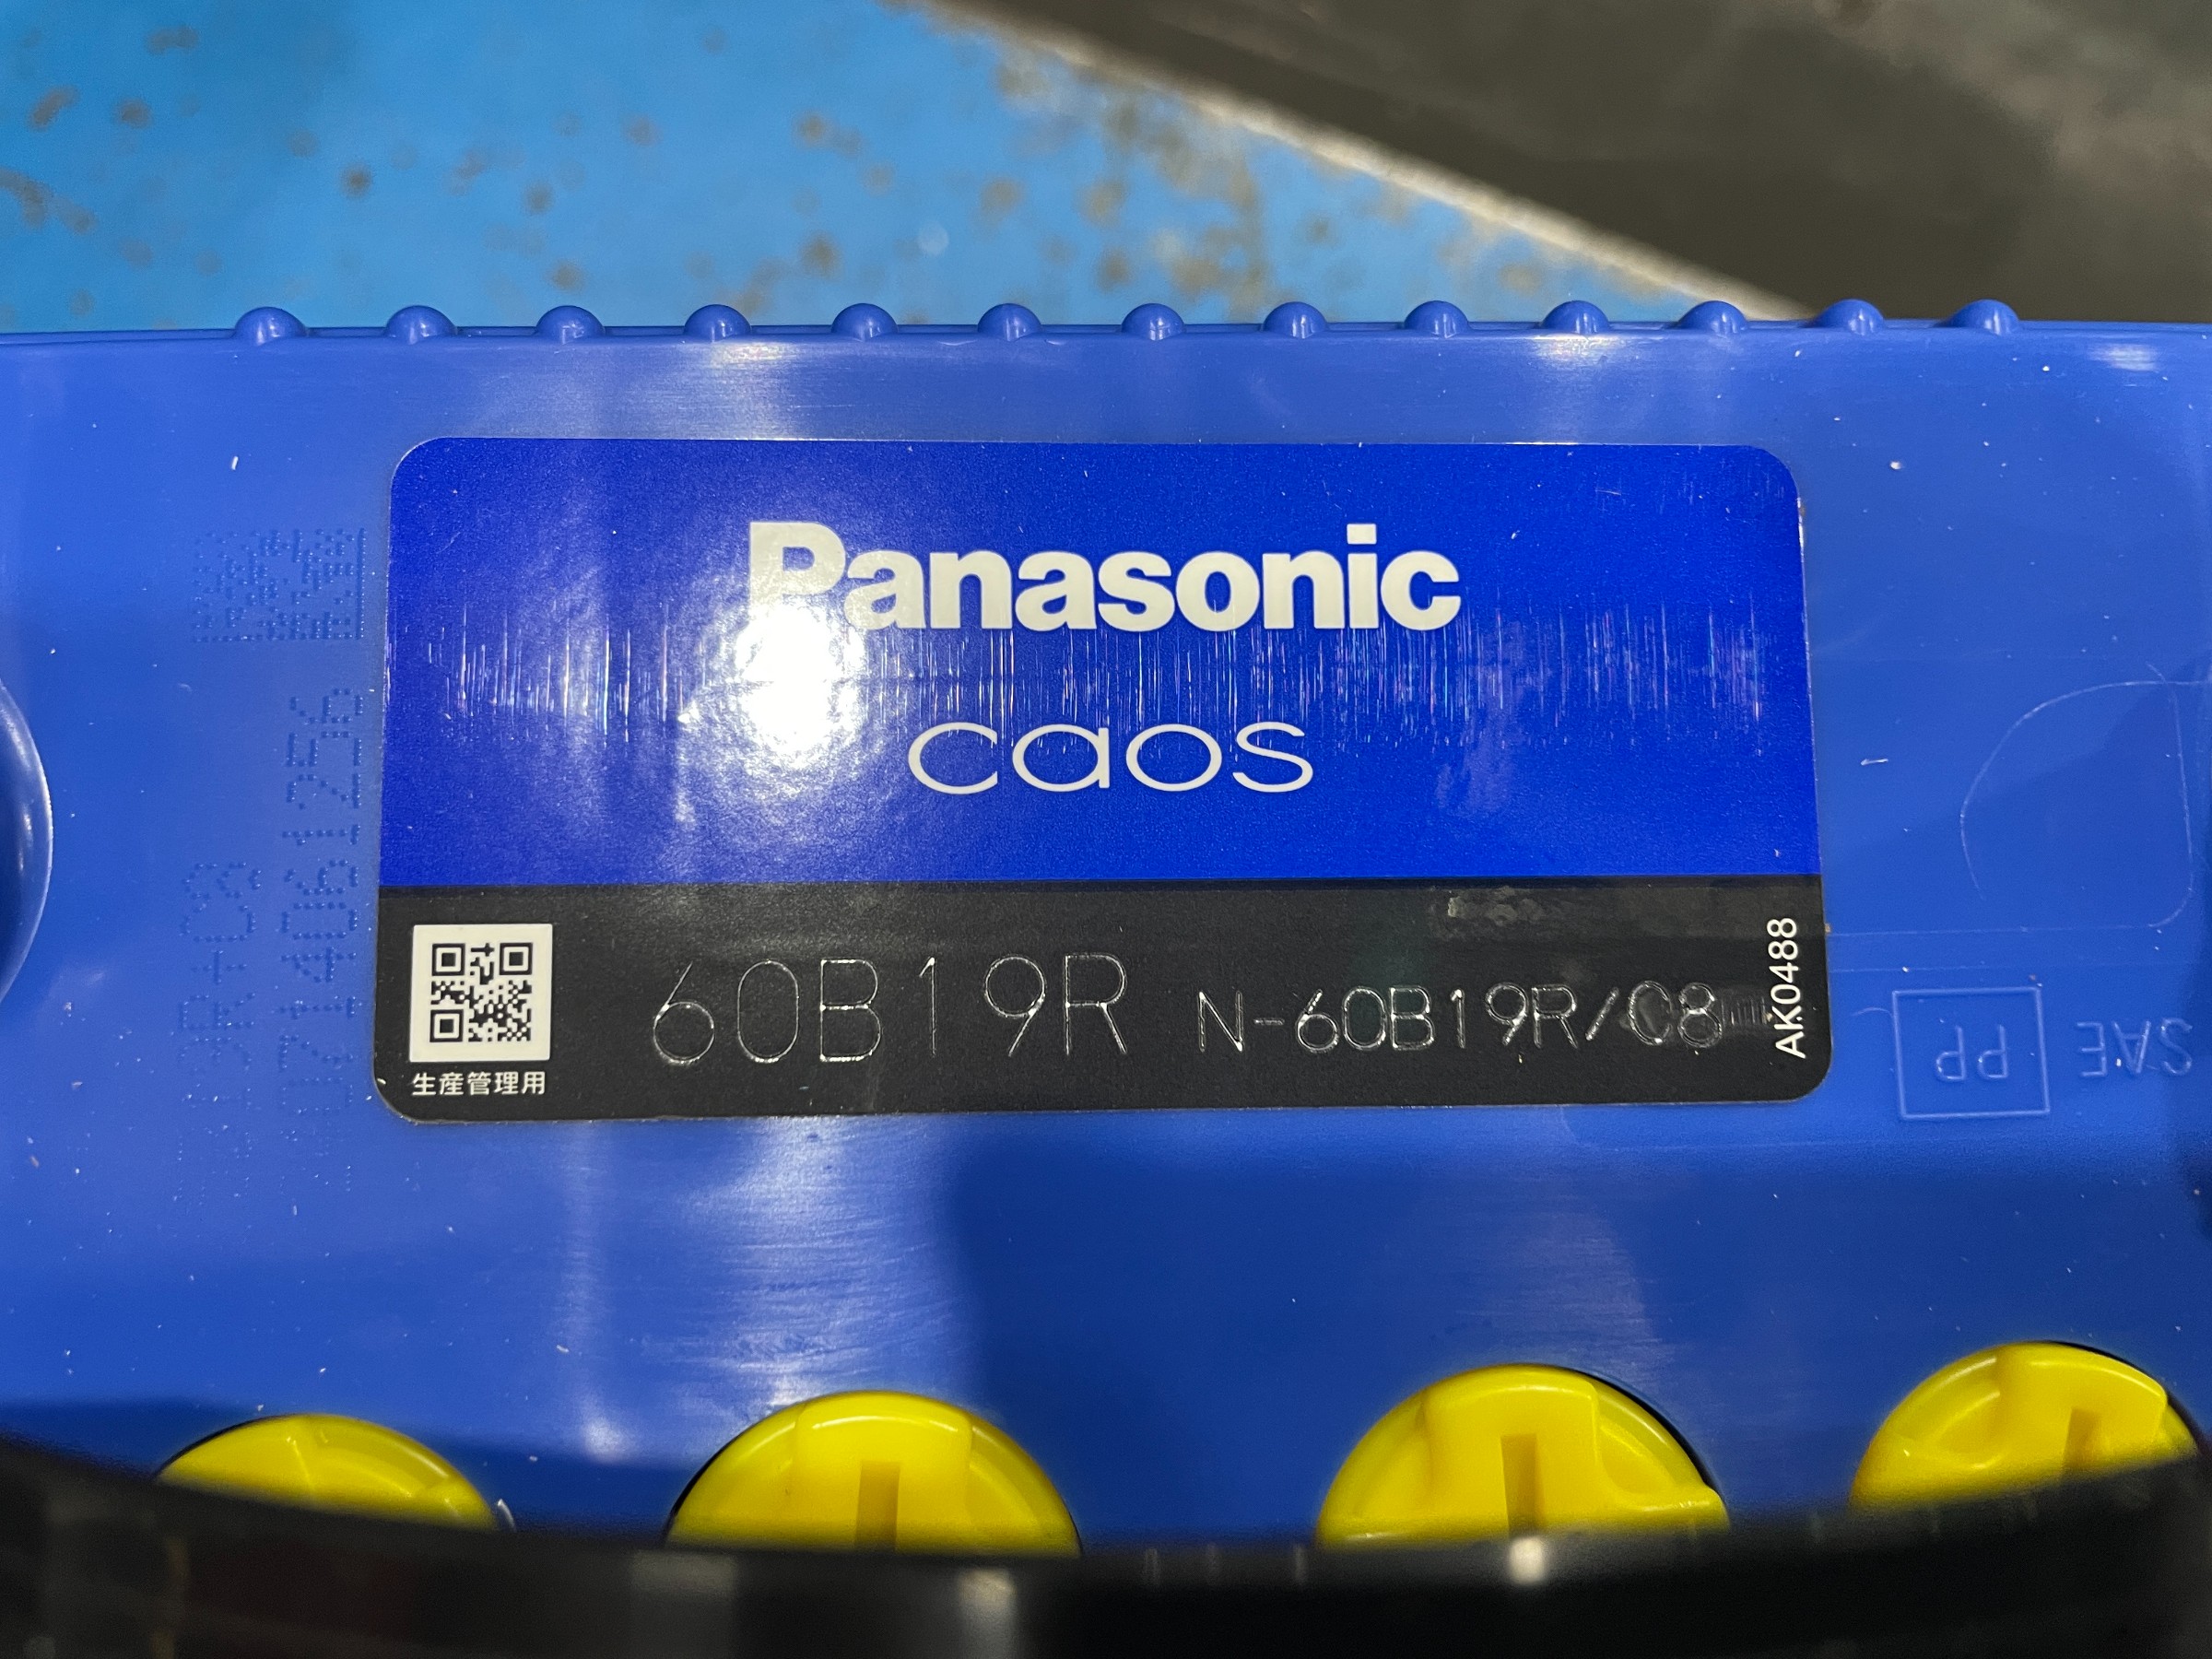 Panasonic
caos
60B19R N-60B19R/C8
生産管理用
AK0488
PP
SAE